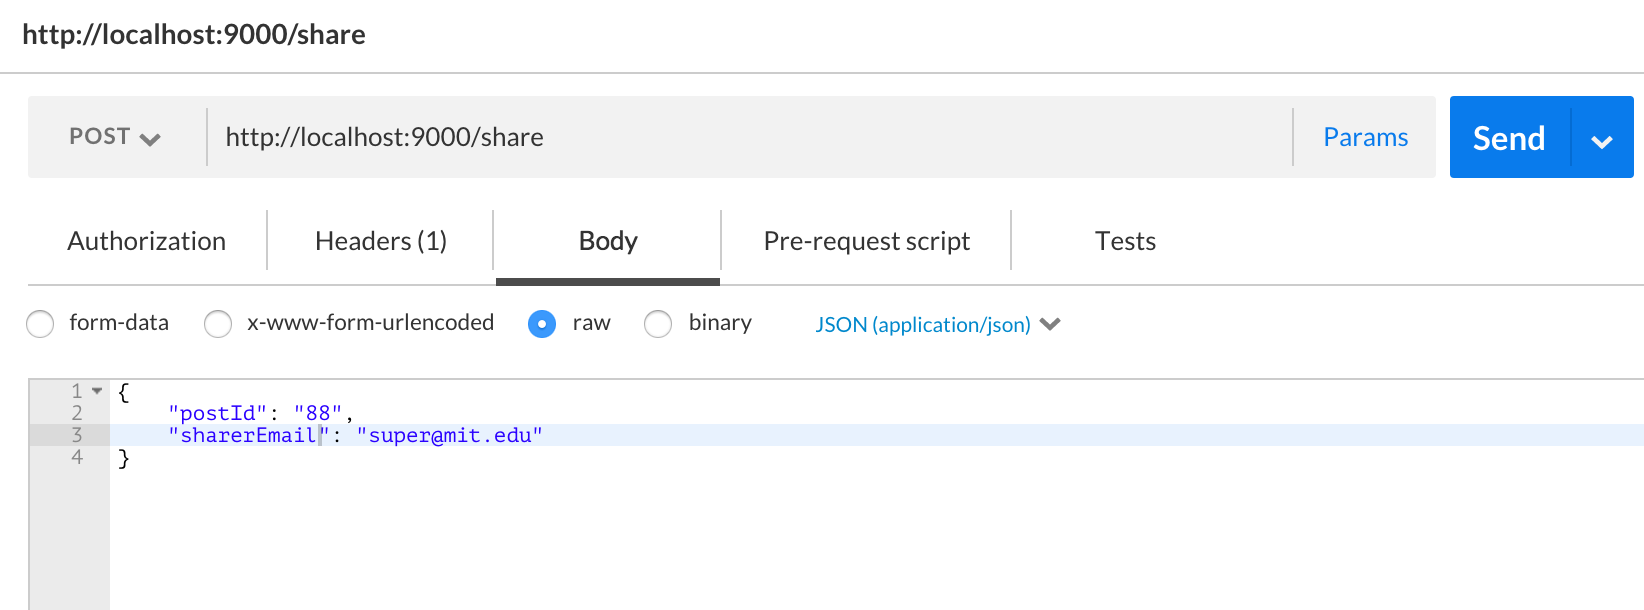 http://localhost:9000/share
POST http://localhost:9000/share Params Send
Authorization Headers (1) Body Pre-request script Tests
form-data x-www-form-urlencoded raw binary JSON (application/json)
1 {
2 "postId": "88",
3 "sharerEmail": "super@mit.edu"
4 }